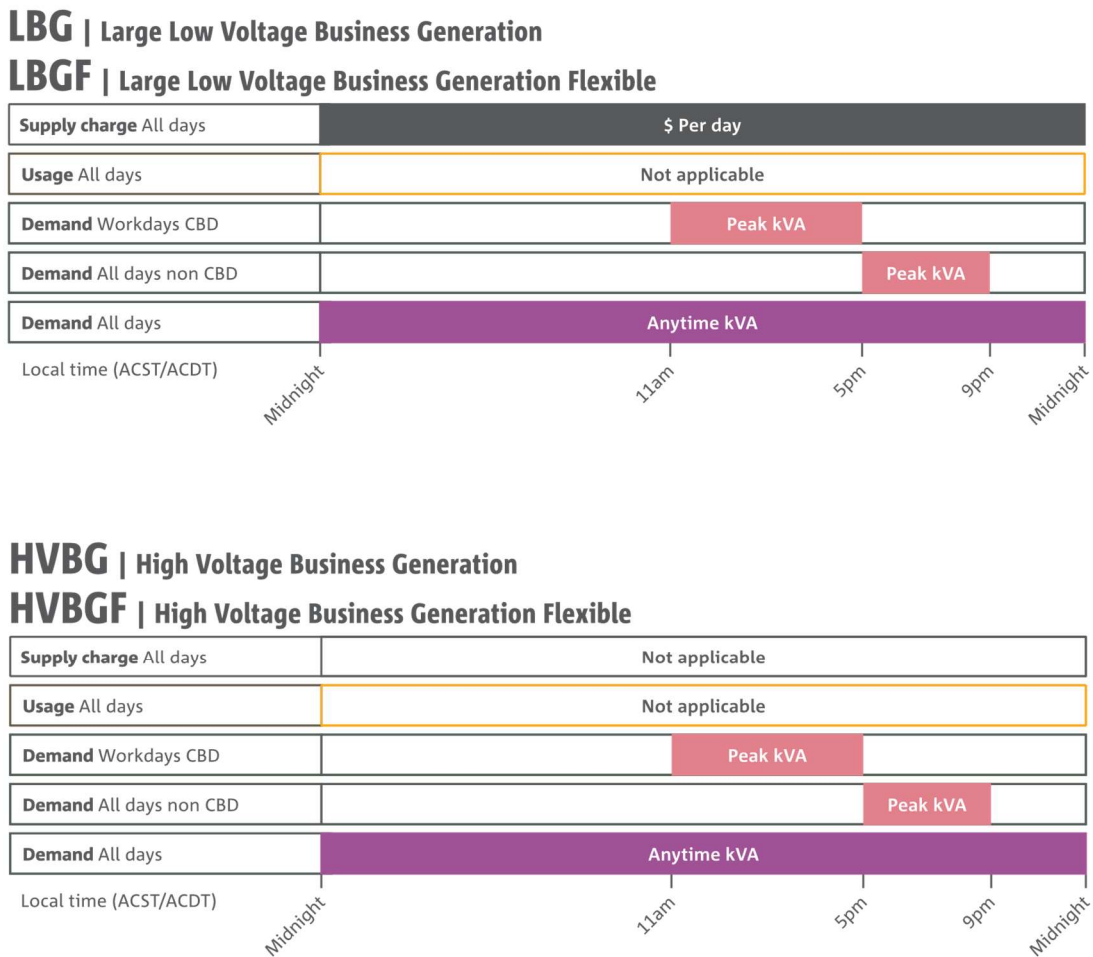 LBG | Large Low Voltage Business Generation
LBGF | Large Low Voltage Business Generation Flexible
Supply charge All days $ Per day
Usage All days Not applicable
Demand Workdays CBD Peak kVA
Demand All days non CBD Peak kVA
Demand All days Anytime kVA
Local time (ACST/ACDT) Midnight 11am 5pm 9pm Midnight
HVBG | High Voltage Business Generation
HVBGF | High Voltage Business Generation Flexible
Supply charge All days Not applicable
Usage All days Not applicable
Demand Workdays CBD Peak kVA
Demand All days non CBD Peak kVA
Demand All days Anytime kVA
Local time (ACST/ACDT) Midnight 11am 5pm 9pm Midnight